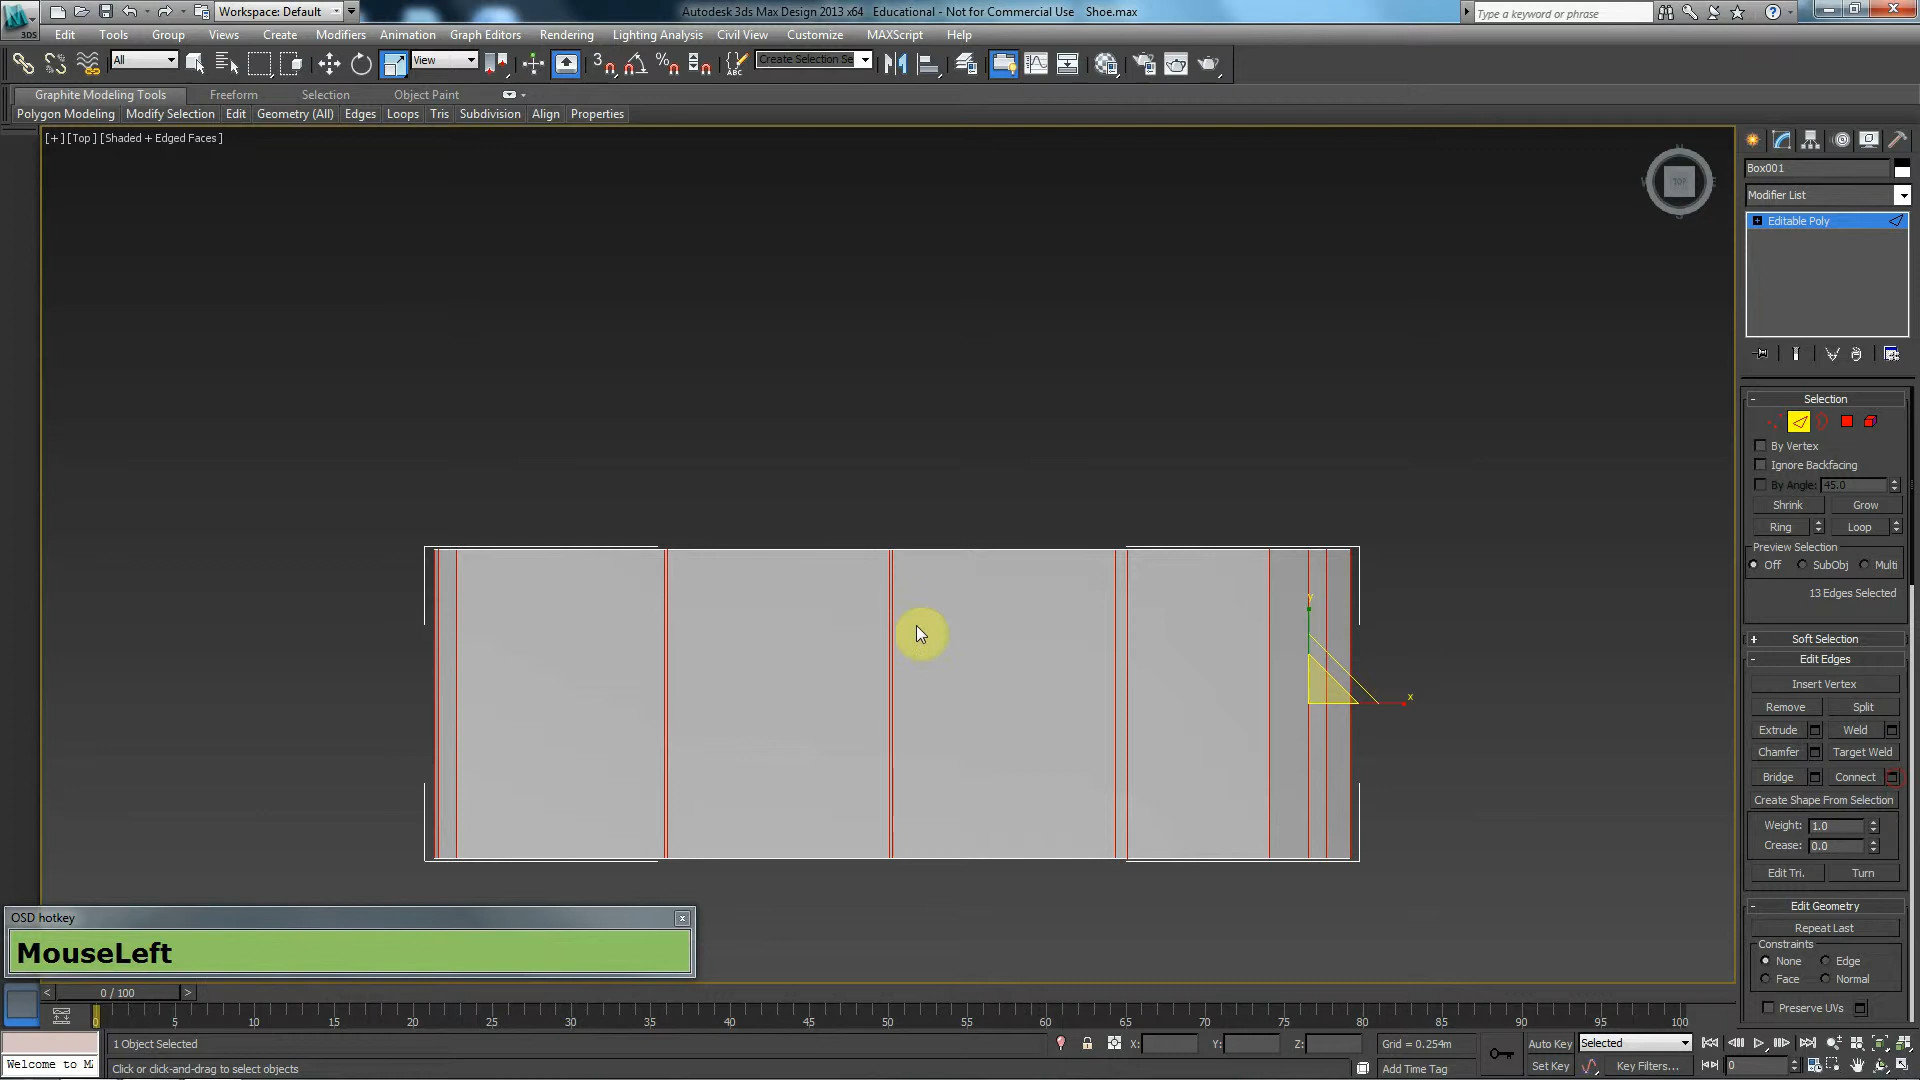 Workspace: Default
Autodesk 3ds Max Design 2013 x64 Educational - Not for Commercial Use Shoe.max
Type a keyword or phrase
3DS
Edit Tools Group Views Create Modifiers Animation Graph Editors Rendering Lighting Analysis Civil View Customize MAXScript Help
All
View
3
ABC
Create Selection Se
Graphite Modeling Tools Freeform Selection Object Paint
Polygon Modeling Modify Selection Edit Geometry (All) Edges Loops Tris Subdivision Align Properties
[+] [Top] [Shaded + Edged Faces ]
TOP
Box001
Modifier List
Editable Poly
Selection
By Vertex
Ignore Backfacing
By Angle: 45.0
Shrink Grow
Ring Loop
Preview Selection
Off SubObj Multi
13 Edges Selected
Soft Selection
Edit Edges
Insert Vertex
Remove Split
Extrude Weld
Chamfer Target Weld
Bridge Connect
Create Shape From Selection
Weight: 1.0
Crease: 0.0
Edit Tri. Turn
Edit Geometry
Repeat Last
Constraints
None Edge
Face Normal
Preserve UVs
y
x
OSD hotkey
MouseLeft
< 0 / 100 >
0 5 10 15 20 25 30 35 40 45 50 55 60 65 70 75 80 85 90 95 100
1 Object Selected
X: Y: Z:
Grid = 0.254m
Auto Key
Selected
Welcome to M
Click or click-and-drag to select objects
Add Time Tag
Set Key
Key Filters...
0